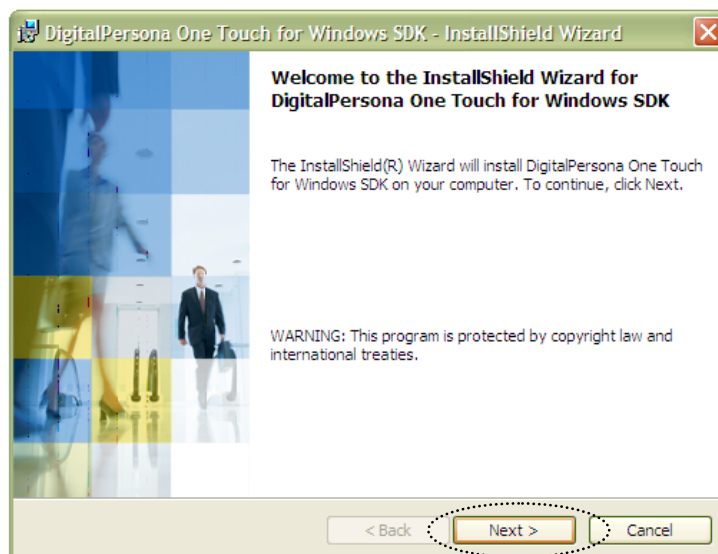 DigitalPersona One Touch for Windows SDK - InstallShield Wizard
Welcome to the InstallShield Wizard for
DigitalPersona One Touch for Windows SDK
The InstallShield(R) Wizard will install DigitalPersona One Touch
for Windows SDK on your computer. To continue, click Next.
WARNING: This program is protected by copyright law and
international treaties.
< Back
Next >
Cancel